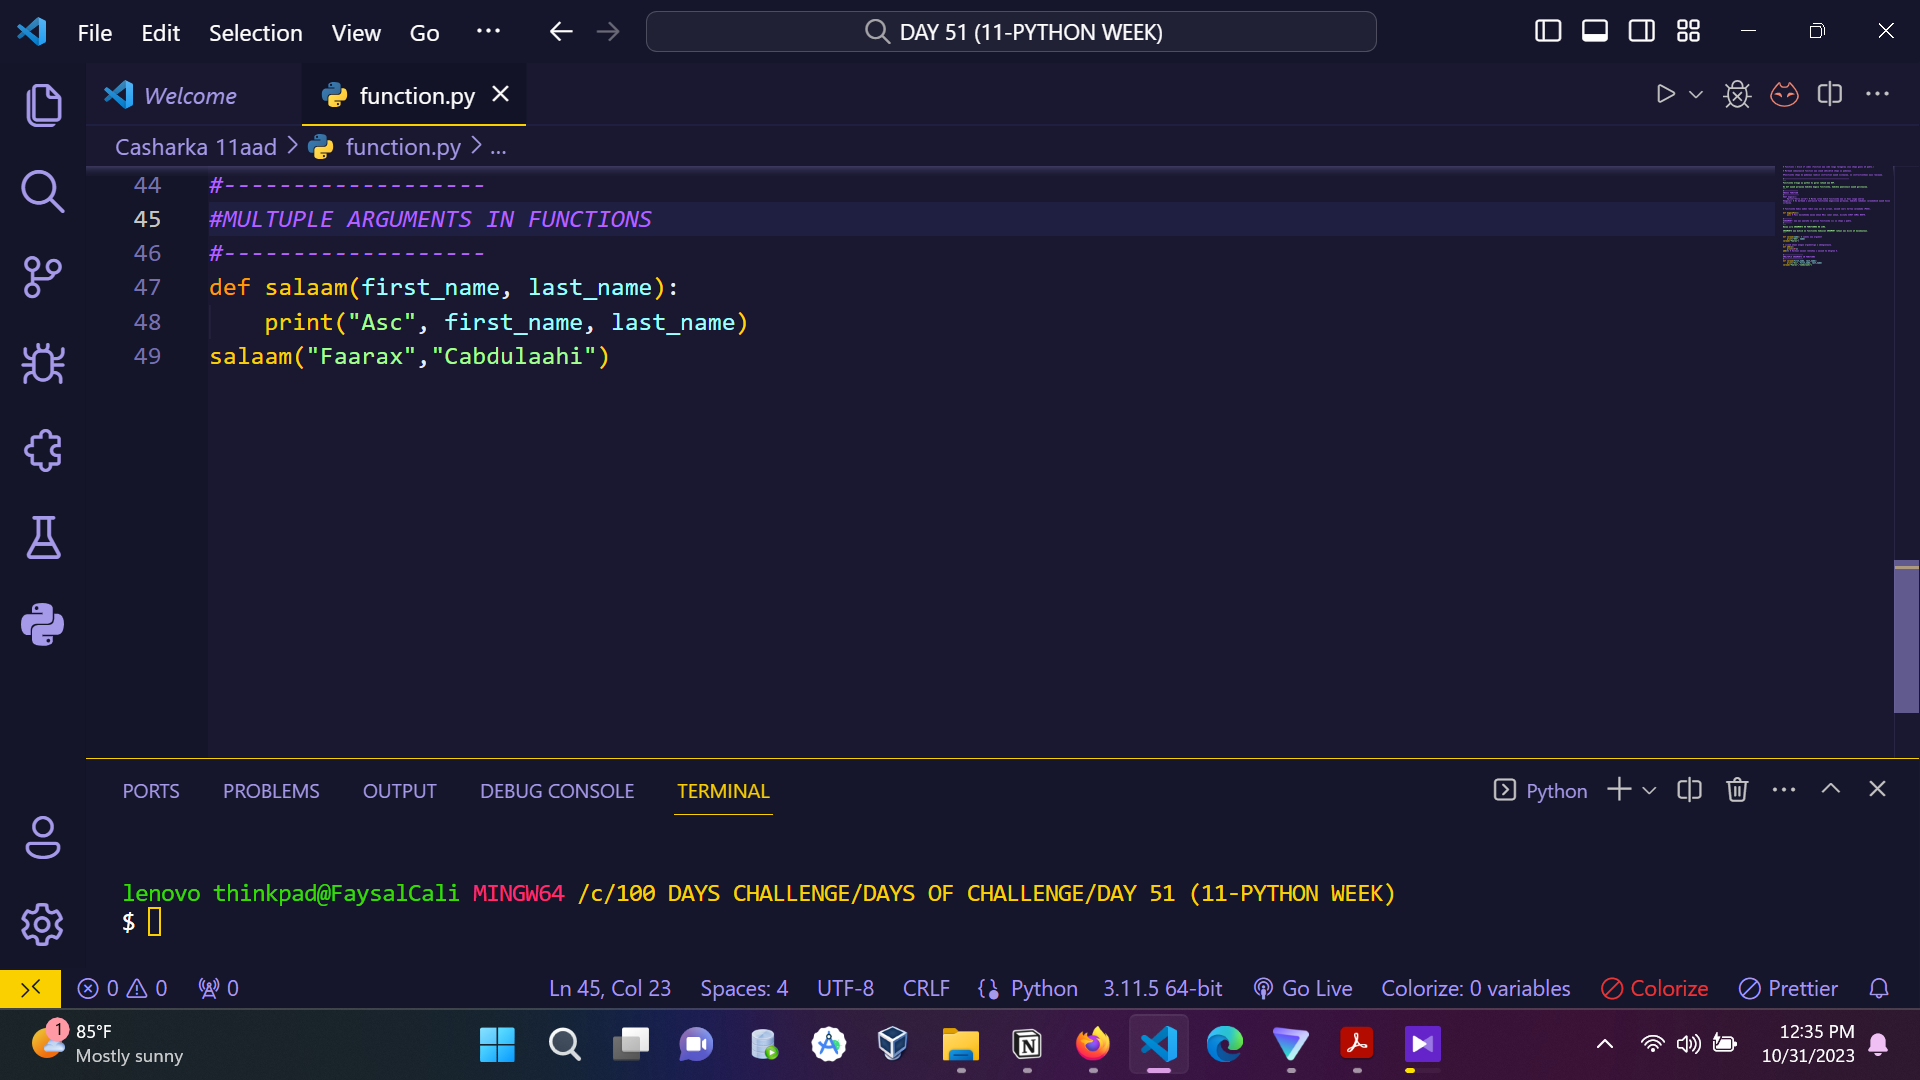 File Edit Selection View Go ··· DAY 51 (11-PYTHON WEEK)
Welcome function.py
Casharka 11aad > function.py > ...
44 #-------------------
45 #MULTUPLE ARGUMENTS IN FUNCTIONS
46 #-------------------
47 def salaam(first_name, last_name):
48 print("Asc", first_name, last_name)
49 salaam("Faarax","Cabdulaahi")
PORTS PROBLEMS OUTPUT DEBUG CONSOLE TERMINAL Python
lenovo thinkpad@FaysalCali MINGW64 /c/100 DAYS CHALLENGE/DAYS OF CHALLENGE/DAY 51 (11-PYTHON WEEK)
$
0 0 0 Ln 45, Col 23 Spaces: 4 UTF-8 CRLF Python 3.11.5 64-bit Go Live Colorize: 0 variables Colorize Prettier
1 85°F
Mostly sunny
12:35 PM
10/31/2023